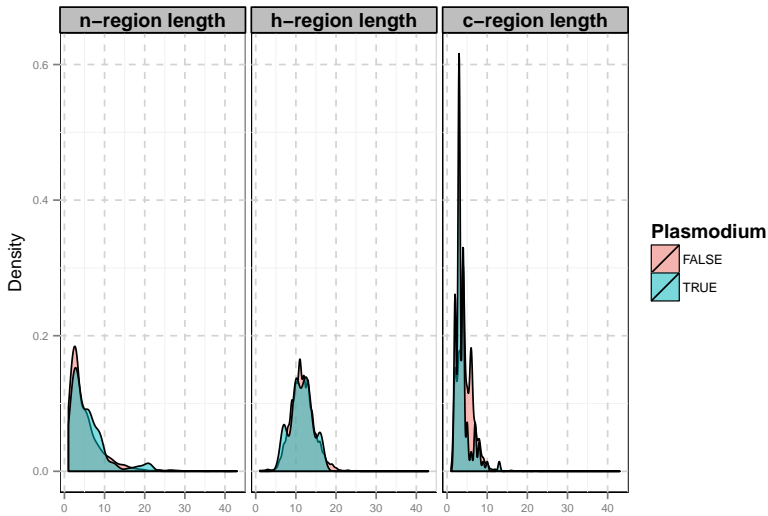 n−region length
h−region length
c−region length
0.6
0.4
0.2
0.0
Density
0 10 20 30 40
0 10 20 30 40
0 10 20 30 40
Plasmodium
FALSE
TRUE